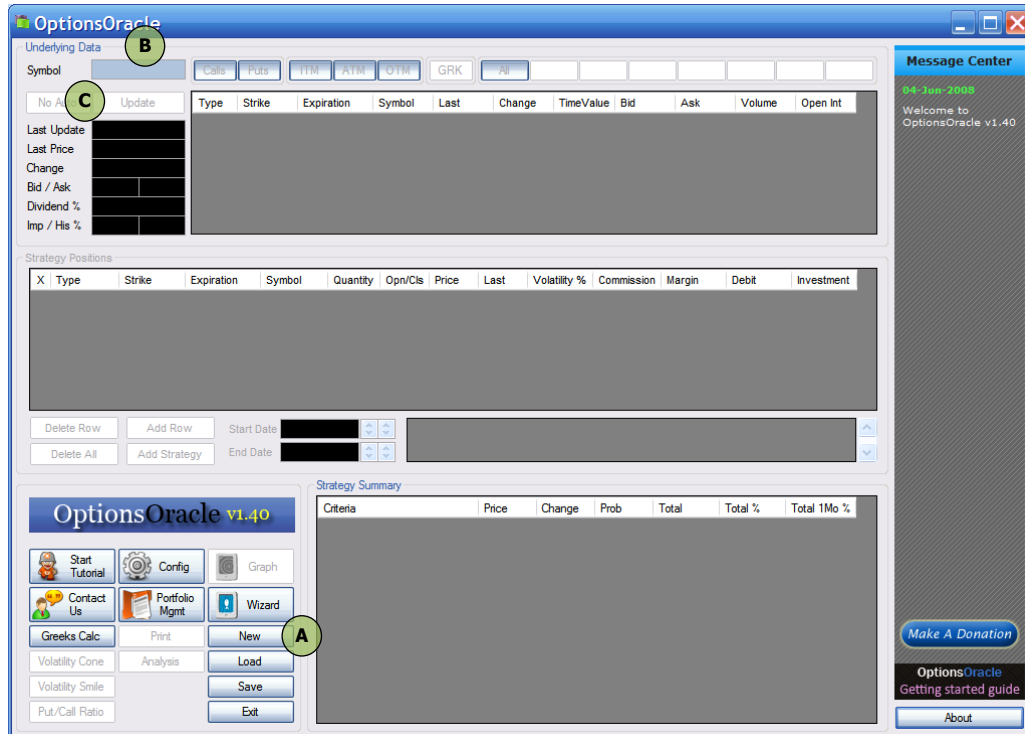 OptionsOracle
Underlying Data
B
Symbol
Calls Puts ITM ATM OTM GRK All
C
Update
Type Strike Expiration Symbol Last Change TimeValue Bid Ask Volume Open Int
Last Update
Last Price
Change
Bid / Ask
Dividend %
Imp / His %
Strategy Positions
X Type Strike Expiration Symbol Quantity Opn/Cls Price Last Volatility % Commission Margin Debit Investment
Delete Row Add Row Start Date
Delete All Add Strategy End Date
OptionsOracle v1.40
Start Tutorial Config Graph
Contact Us Portfolio Mgmt Wizard
Greeks Calc Print New A
Volatility Cone Analysis Load
Volatility Smile Save
Put/Call Ratio Exit
Strategy Summary
Criteria Price Change Prob Total Total % Total 1Mo %
Message Center
04-Jun-2008
Welcome to
OptionsOracle v1.40
Make A Donation
OptionsOracle
Getting started guide
About